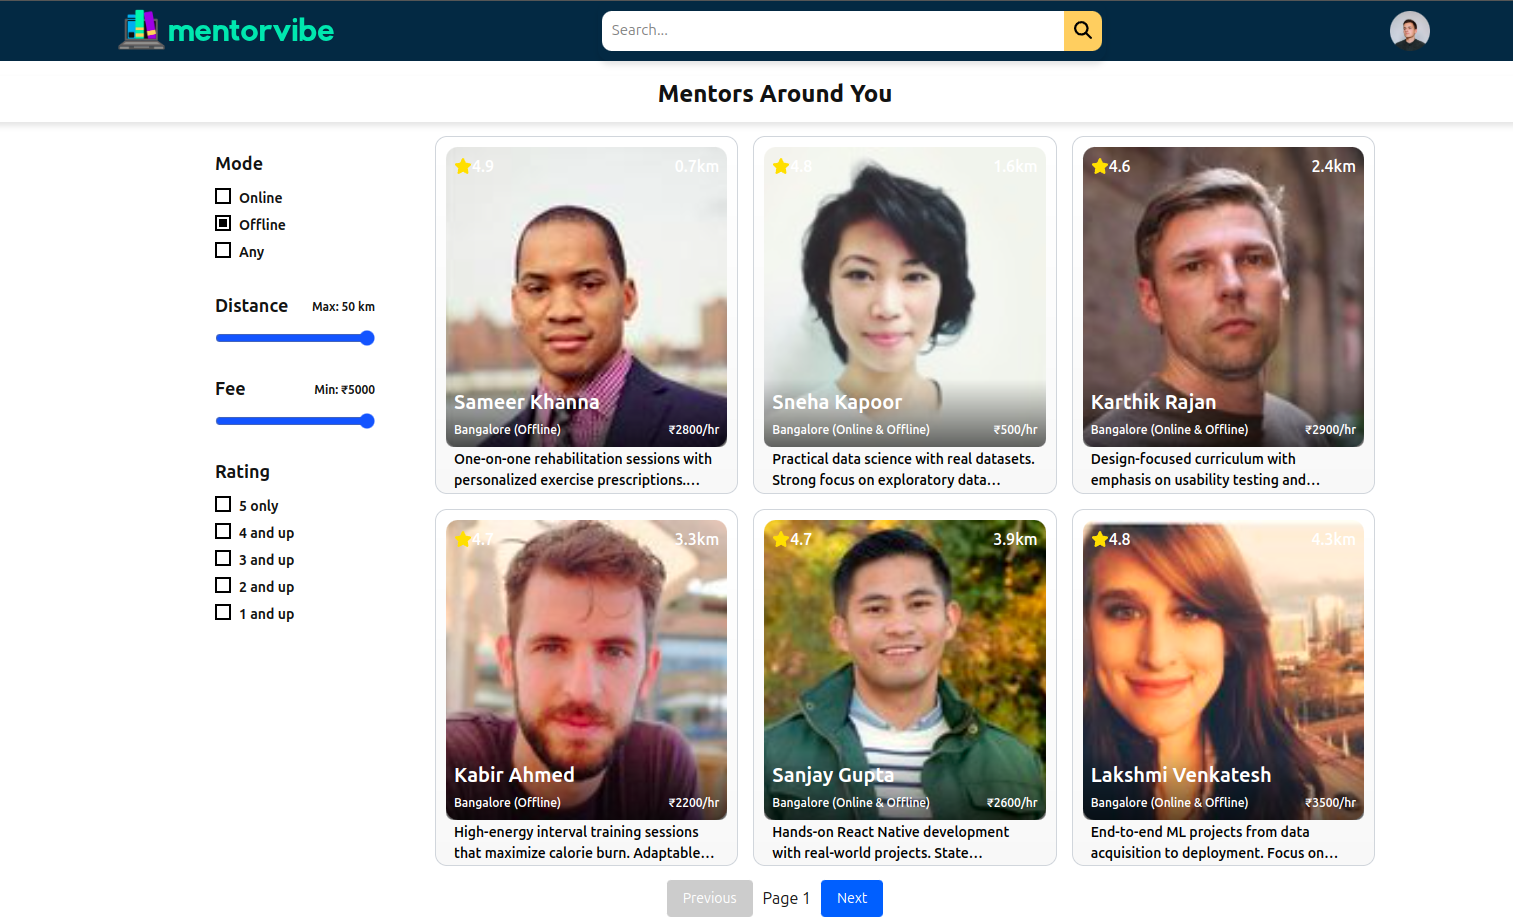 mentorvibe
Search...
Mentors Around You
Mode
Online
Offline
Any
Distance Max: 50 km
Fee Min: ₹5000
Rating
5 only
4 and up
3 and up
2 and up
1 and up
4.9 0.7km
Sameer Khanna
Bangalore (Offline) ₹2800/hr
One-on-one rehabilitation sessions with
personalized exercise prescriptions....
4.8 1.6km
Sneha Kapoor
Bangalore (Online & Offline) ₹500/hr
Practical data science with real datasets.
Strong focus on exploratory data...
4.6 2.4km
Karthik Rajan
Bangalore (Online & Offline) ₹2900/hr
Design-focused curriculum with
emphasis on usability testing and...
4.7 3.3km
Kabir Ahmed
Bangalore (Offline) ₹2200/hr
High-energy interval training sessions
that maximize calorie burn. Adaptable...
4.7 3.9km
Sanjay Gupta
Bangalore (Online & Offline) ₹2600/hr
Hands-on React Native development
with real-world projects. State...
4.8 4.3km
Lakshmi Venkatesh
Bangalore (Online & Offline) ₹3500/hr
End-to-end ML projects from data
acquisition to deployment. Focus on...
Previous Page 1 Next